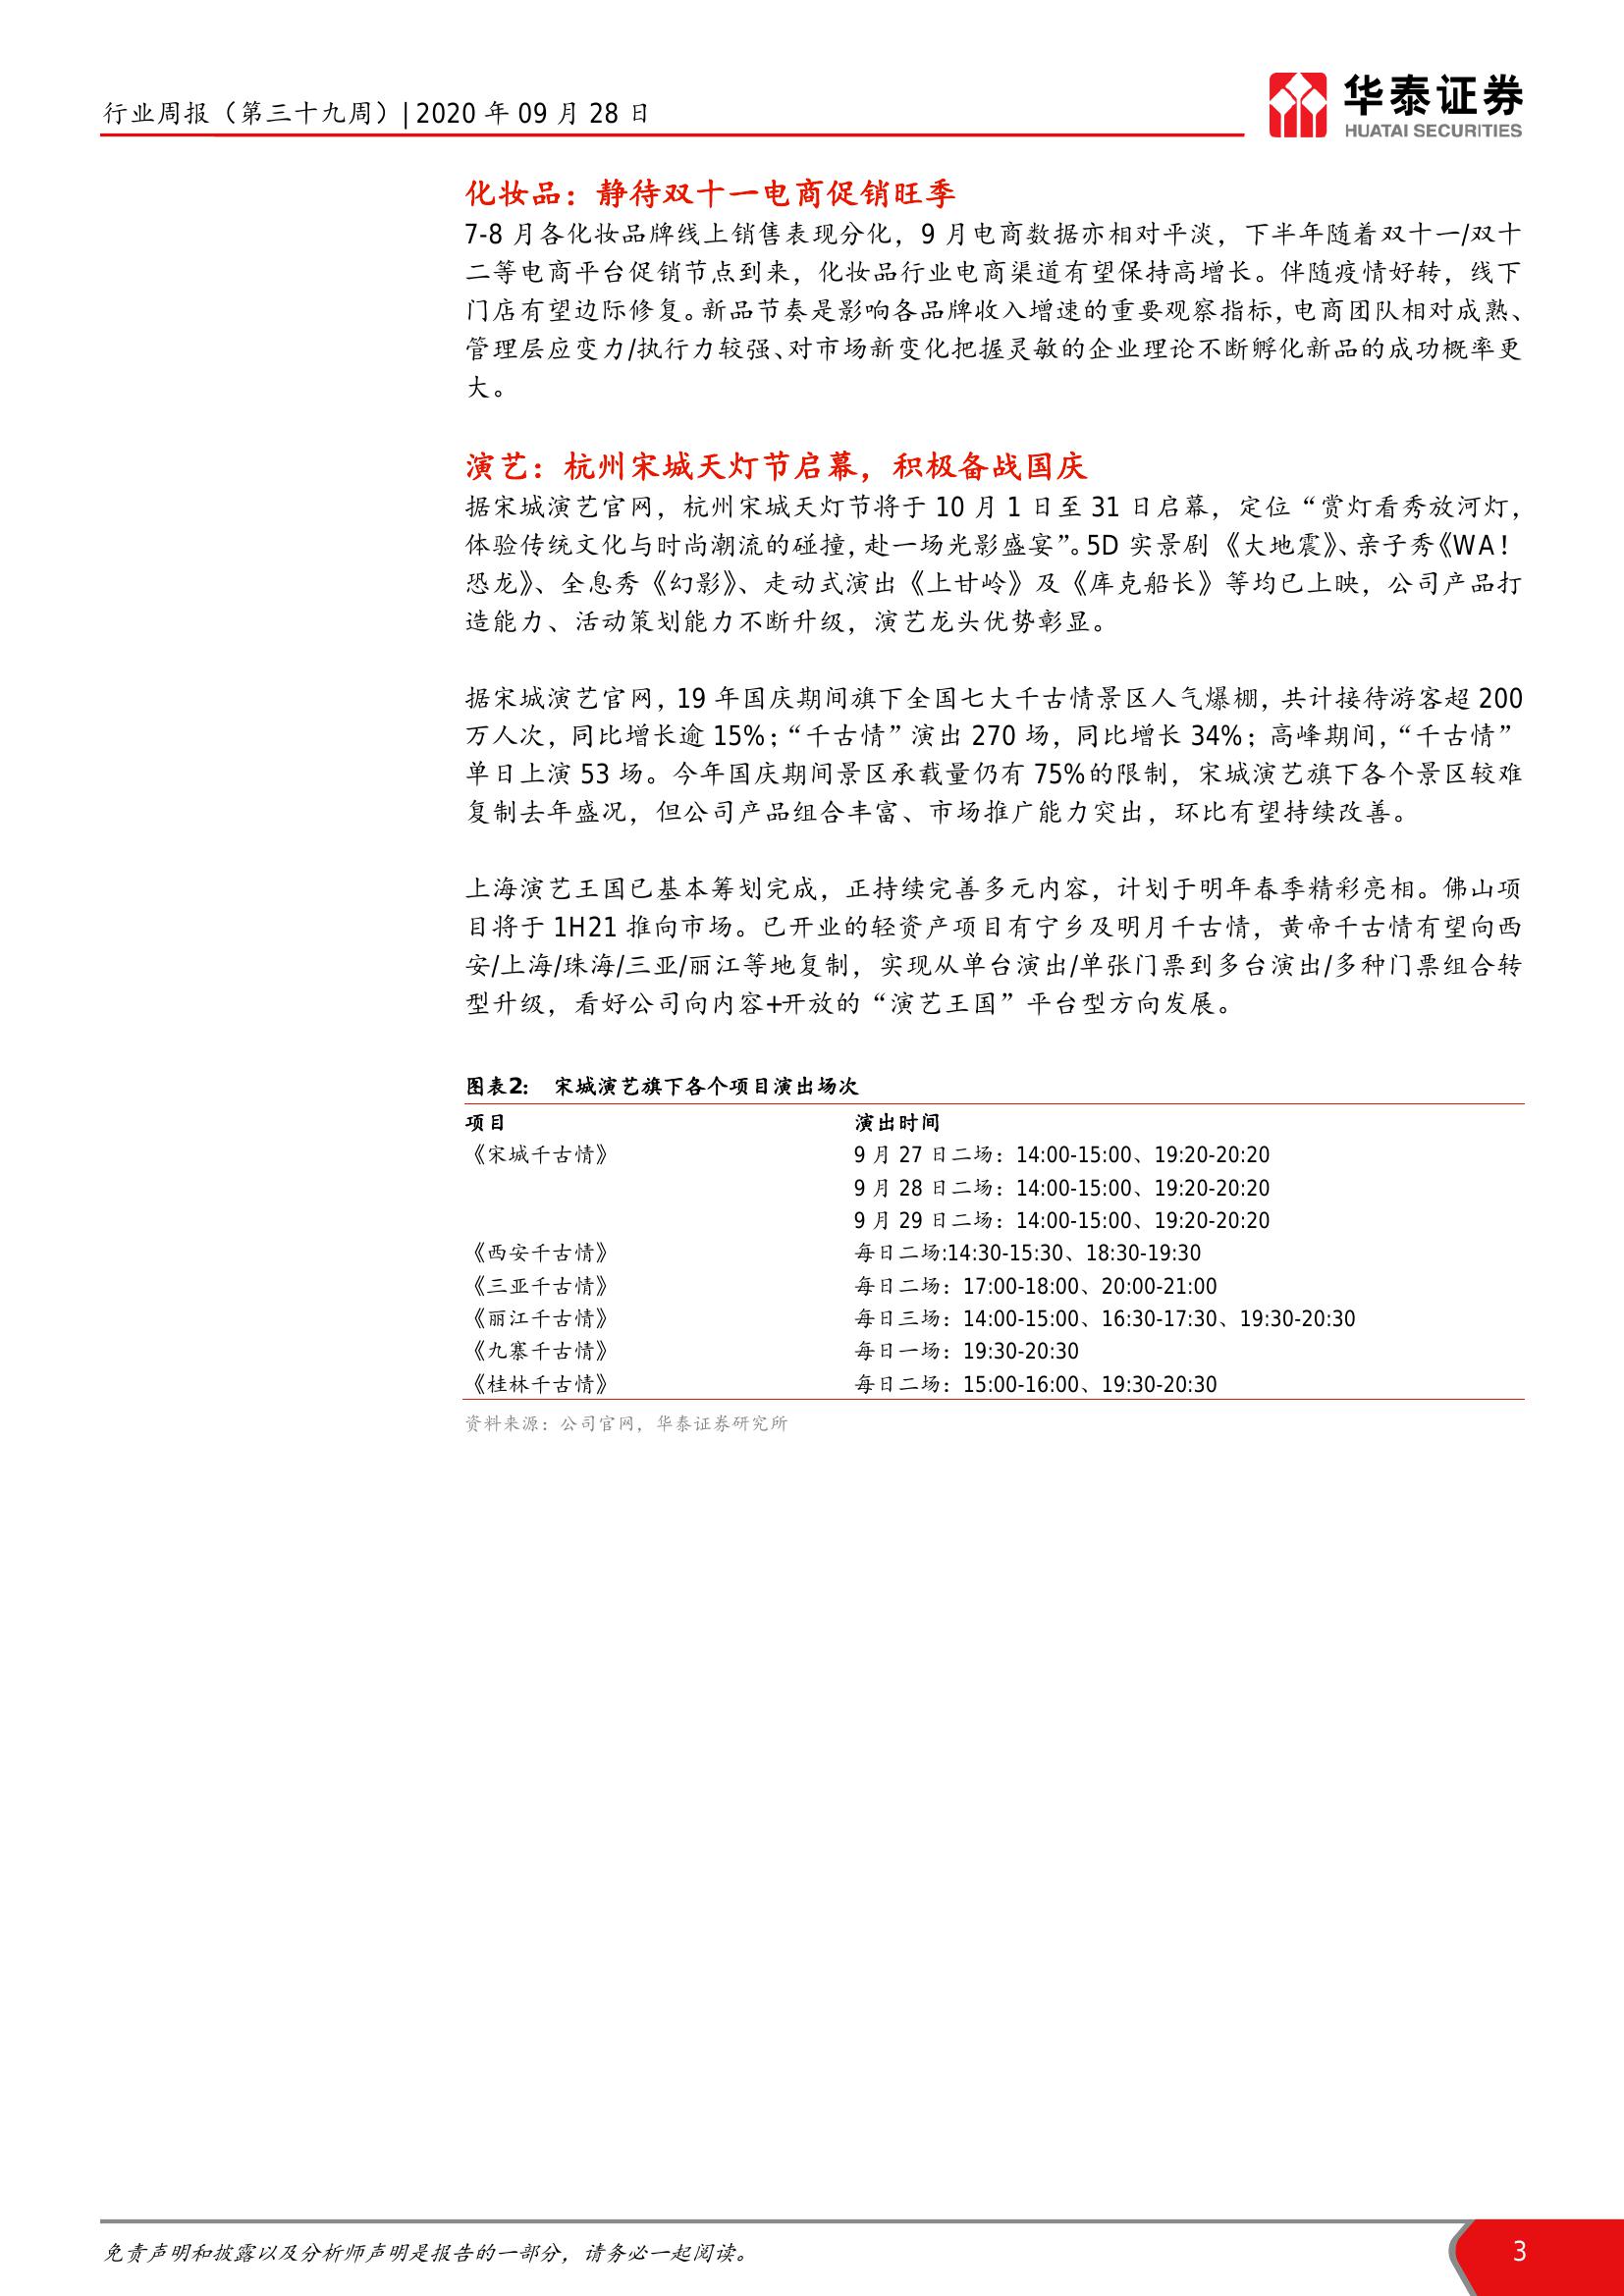 行业周报（第三十九周）| 2020 年 09 月 28 日
华泰证券
HUATAI SECURITIES
化妆品：静待双十一电商促销旺季
7-8 月各化妆品牌线上销售表现分化，9 月电商数据亦相对平淡，下半年随着双十一/双十
二等电商平台促销节点到来，化妆品行业电商渠道有望保持高增长。伴随疫情好转，线下
门店有望边际修复。新品节奏是影响各品牌收入增速的重要观察指标，电商团队相对成熟、
管理层应变力/执行力较强、对市场新变化把握灵敏的企业理论不断孵化新品的成功概率更
大。
演艺：杭州宋城天灯节启幕，积极备战国庆
据宋城演艺官网，杭州宋城天灯节将于 10 月 1 日至 31 日启幕，定位“赏灯看秀放河灯，
体验传统文化与时尚潮流的碰撞，赴一场光影盛宴”。5D 实景剧《大地震》、亲子秀《WA！
恐龙》、全息秀《幻影》、走动式演出《上甘岭》及《库克船长》等均已上映，公司产品打
造能力、活动策划能力不断升级，演艺龙头优势彰显。
据宋城演艺官网，19 年国庆期间旗下全国七大千古情景区人气爆棚，共计接待游客超 200
万人次，同比增长逾 15%；“千古情”演出 270 场，同比增长 34%；高峰期间，“千古情”
单日上演 53 场。今年国庆期间景区承载量仍有 75%的限制，宋城演艺旗下各个景区较难
复制去年盛况，但公司产品组合丰富、市场推广能力突出，环比有望持续改善。
上海演艺王国已基本筹划完成，正持续完善多元内容，计划于明年春季精彩亮相。佛山项
目将于 1H21 推向市场。已开业的轻资产项目有宁乡及明月千古情，黄帝千古情有望向西
安/上海/珠海/三亚/丽江等地复制，实现从单台演出/单张门票到多台演出/多种门票组合转
型升级，看好公司向内容+开放的“演艺王国”平台型方向发展。
图表2： 宋城演艺旗下各个项目演出场次
项目 演出时间
《宋城千古情》 9 月 27 日二场：14:00-15:00、19:20-20:20
9 月 28 日二场：14:00-15:00、19:20-20:20
9 月 29 日二场：14:00-15:00、19:20-20:20
《西安千古情》 每日二场:14:30-15:30、18:30-19:30
《三亚千古情》 每日二场：17:00-18:00、20:00-21:00
《丽江千古情》 每日三场：14:00-15:00、16:30-17:30、19:30-20:30
《九寨千古情》 每日一场：19:30-20:30
《桂林千古情》 每日二场：15:00-16:00、19:30-20:30
资料来源：公司官网，华泰证券研究所
免责声明和披露以及分析师声明是报告的一部分，请务必一起阅读。
3